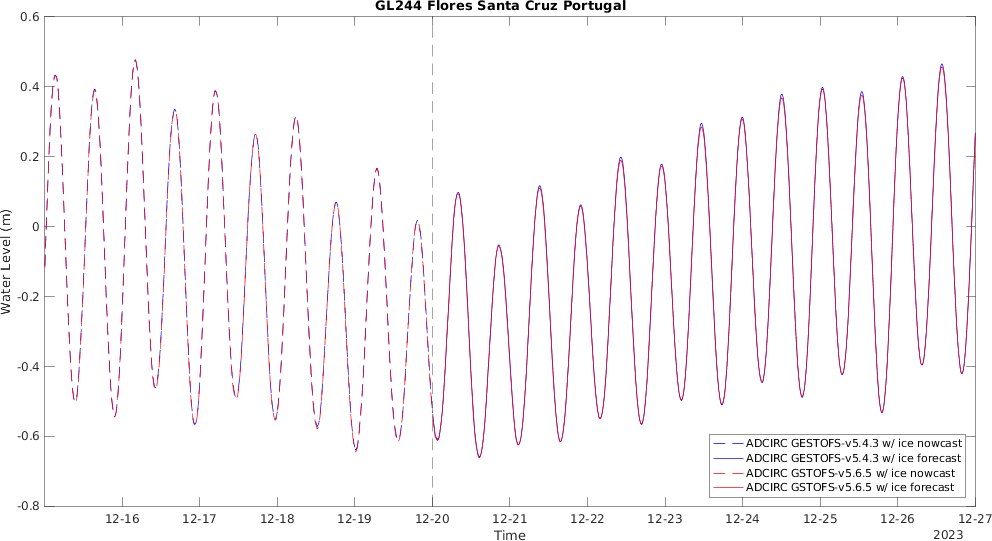 GL244 Flores Santa Cruz Portugal
0.6
0.4
0.2
0
-0.2
-0.4
-0.6
-0.8
Water Level (m)
ADCIRC GESTOFS-v5.4.3 w/ ice nowcast
ADCIRC GESTOFS-v5.4.3 w/ ice forecast
ADCIRC GSTOFS-v5.6.5 w/ ice nowcast
ADCIRC GSTOFS-v5.6.5 w/ ice forecast
12-16 12-17 12-18 12-19 12-20 12-21 12-22 12-23 12-24 12-25 12-26 12-27
Time
2023